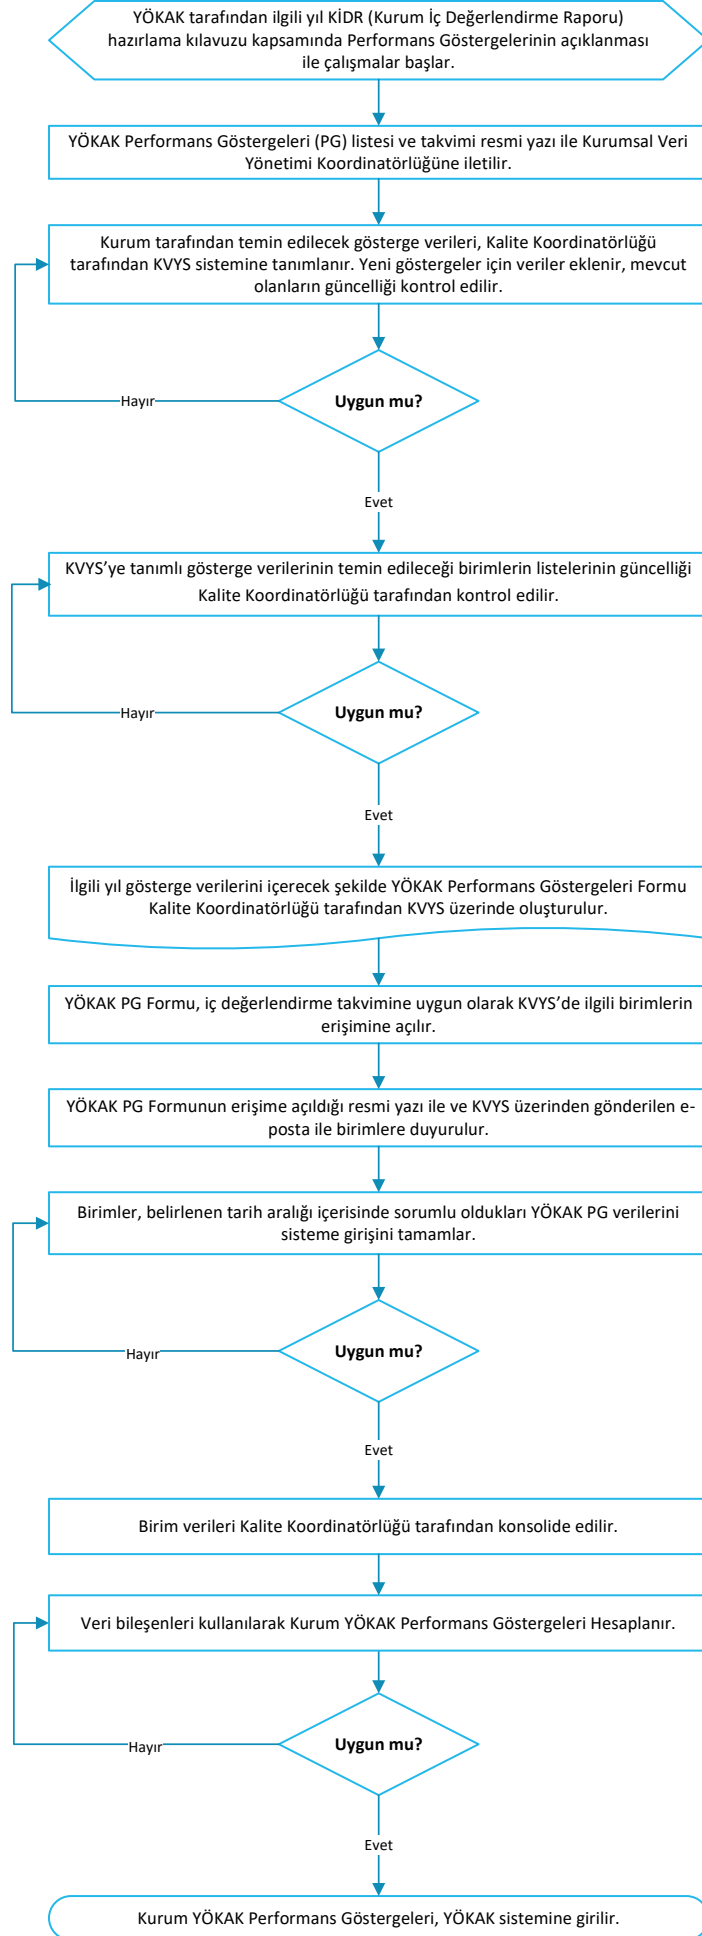 YÖKAK tarafından ilgili yıl KİDR (Kurum İç Değerlendirme Raporu)
hazırlama kılavuzu kapsamında Performans Göstergelerinin açıklanması
ile çalışmalar başlar.
YÖKAK Performans Göstergeleri (PG) listesi ve takvimi resmi yazı ile Kurumsal Veri
Yönetimi Koordinatörlüğüne iletilir.
Kurum tarafından temin edilecek gösterge verileri, Kalite Koordinatörlüğü
tarafından KVYS sistemine tanımlanır. Yeni göstergeler için veriler eklenir, mevcut
olanların güncelliği kontrol edilir.
Uygun mu?
Hayır
Evet
KVYS’ye tanımlı gösterge verilerinin temin edileceği birimlerin listelerinin güncelliği
Kalite Koordinatörlüğü tarafından kontrol edilir.
Uygun mu?
Hayır
Evet
İlgili yıl gösterge verilerini içerecek şekilde YÖKAK Performans Göstergeleri Formu
Kalite Koordinatörlüğü tarafından KVYS üzerinde oluşturulur.
YÖKAK PG Formu, iç değerlendirme takvimine uygun olarak KVYS’de ilgili birimlerin
erişimine açılır.
YÖKAK PG Formunun erişime açıldığı resmi yazı ile ve KVYS üzerinden gönderilen e-
posta ile birimlere duyurulur.
Birimler, belirlenen tarih aralığı içerisinde sorumlu oldukları YÖKAK PG verilerini
sisteme girişini tamamlar.
Uygun mu?
Hayır
Evet
Birim verileri Kalite Koordinatörlüğü tarafından konsolide edilir.
Veri bileşenleri kullanılarak Kurum YÖKAK Performans Göstergeleri Hesaplanır.
Uygun mu?
Hayır
Evet
Kurum YÖKAK Performans Göstergeleri, YÖKAK sistemine girilir.